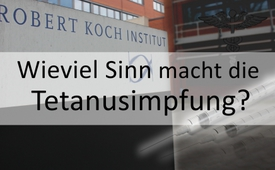 ROBERT KOCH INSTITUT
Wieviel Sinn macht die
Tetanusimpfung?